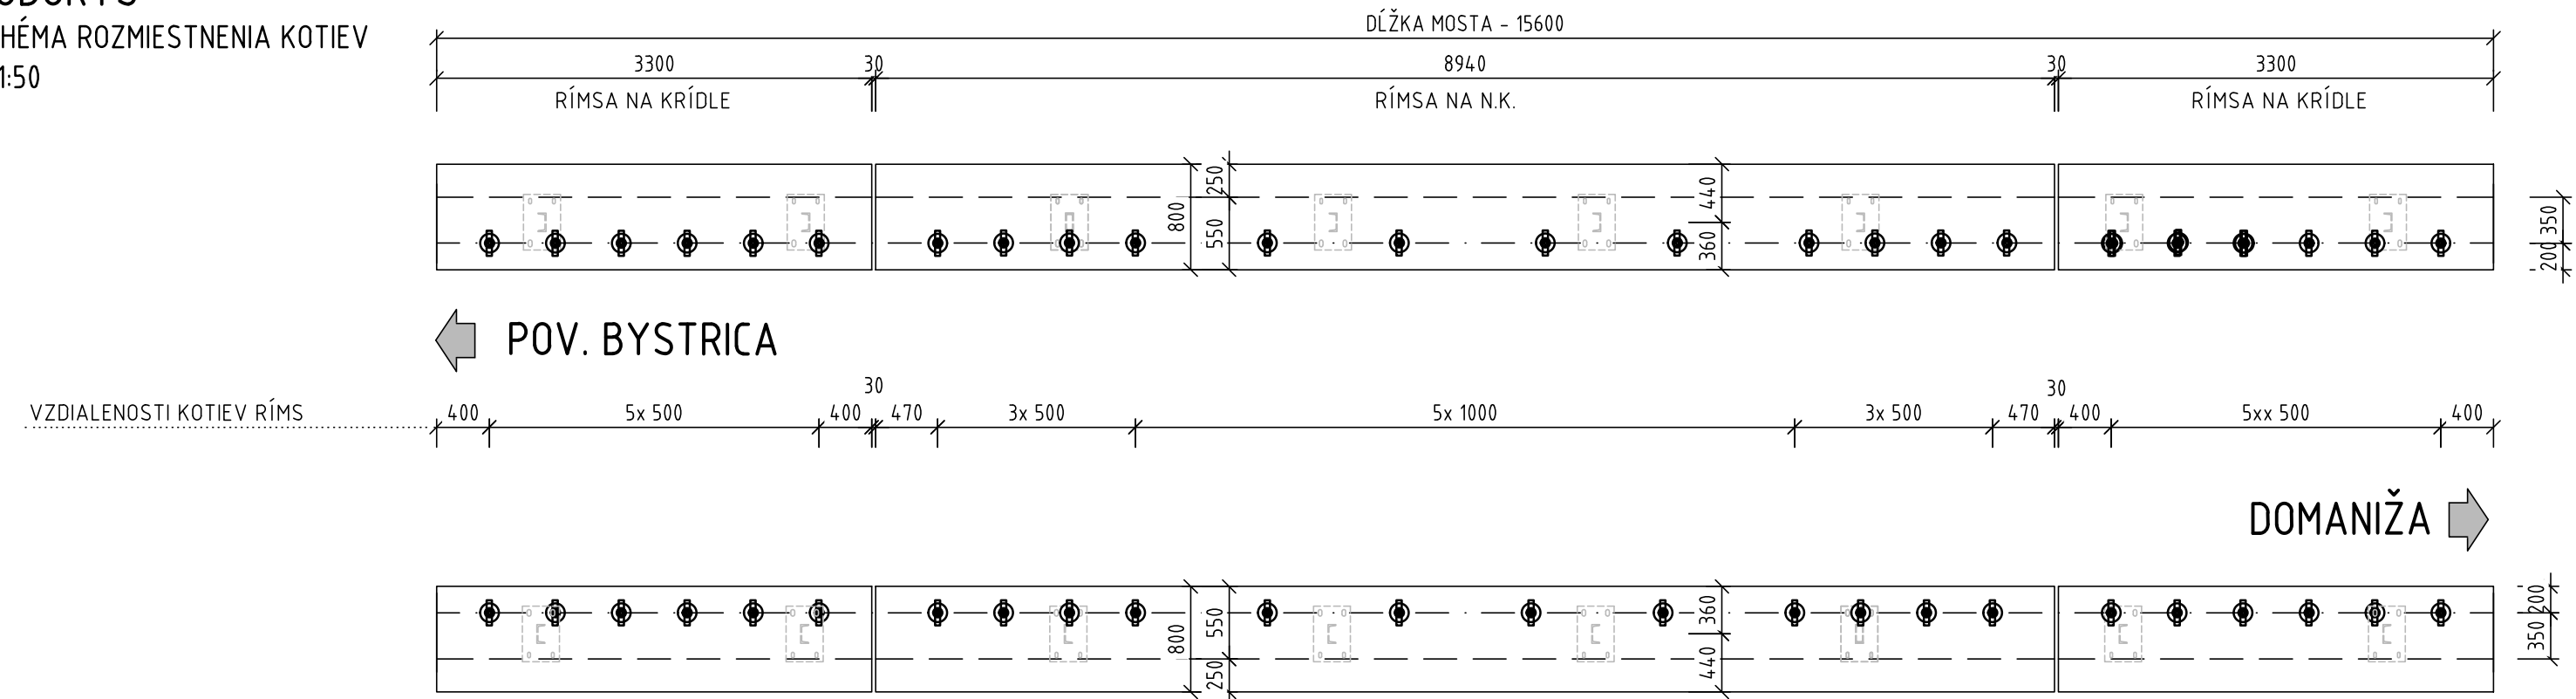 HÉMA ROZMIESTNENIA KOTIEV
1:50
DĹŽKA MOSTA - 15600
3300 30 8940 30 3300
RÍMSA NA KRÍDLE RÍMSA NA N.K. RÍMSA NA KRÍDLE
800 250 550 440 360 350 200
POV. BYSTRICA
30 30
VZDIALENOSTI KOTIEV RÍMS 400 5x 500 400 470 3x 500 5x 1000 3x 500 470 400 5xx 500 400
DOMANIŽA
800 550 250 360 440 200 350